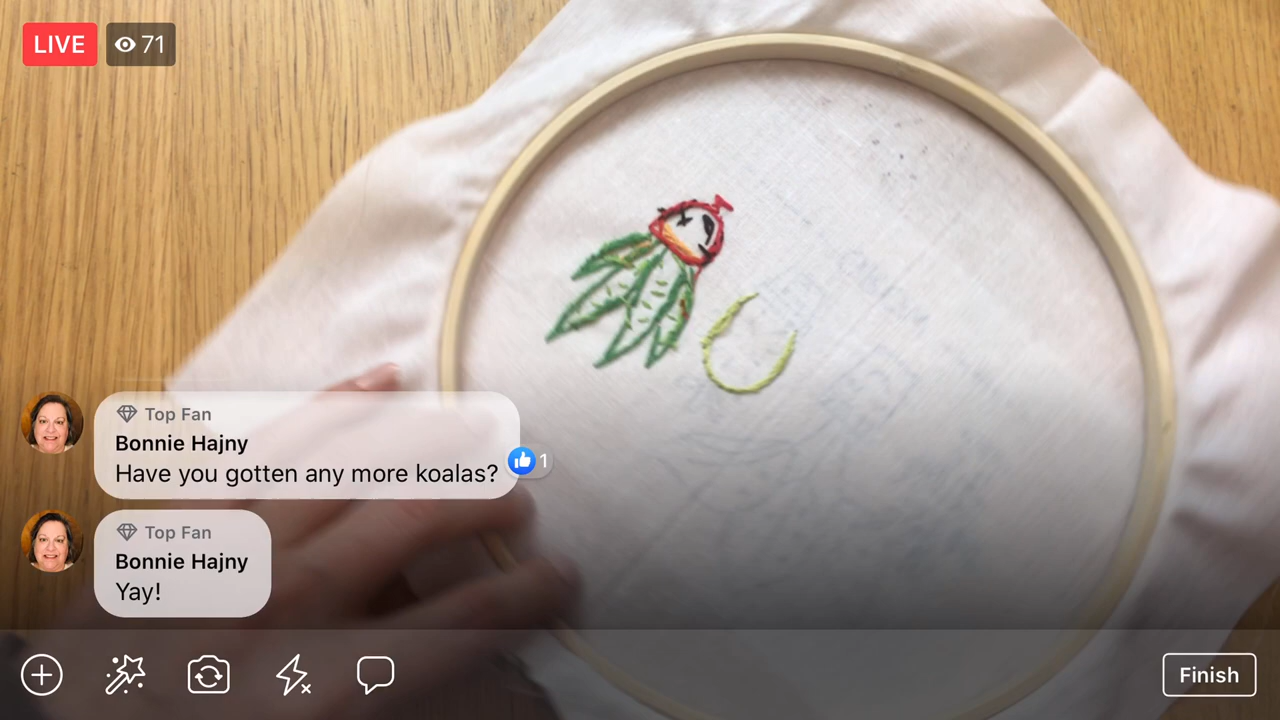 LIVE
71
Top Fan
Bonnie Hajny
Have you gotten any more koalas?
1
Top Fan
Bonnie Hajny
Yay!
Finish